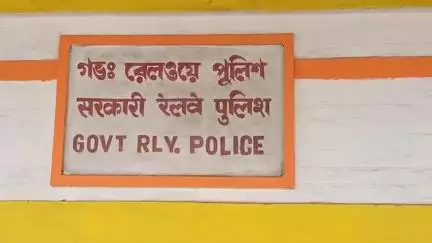 গভঃ রেলওয়ে পুলিশ
सरकारी रेलवे पुलिश
GOVT RLY. POLICE